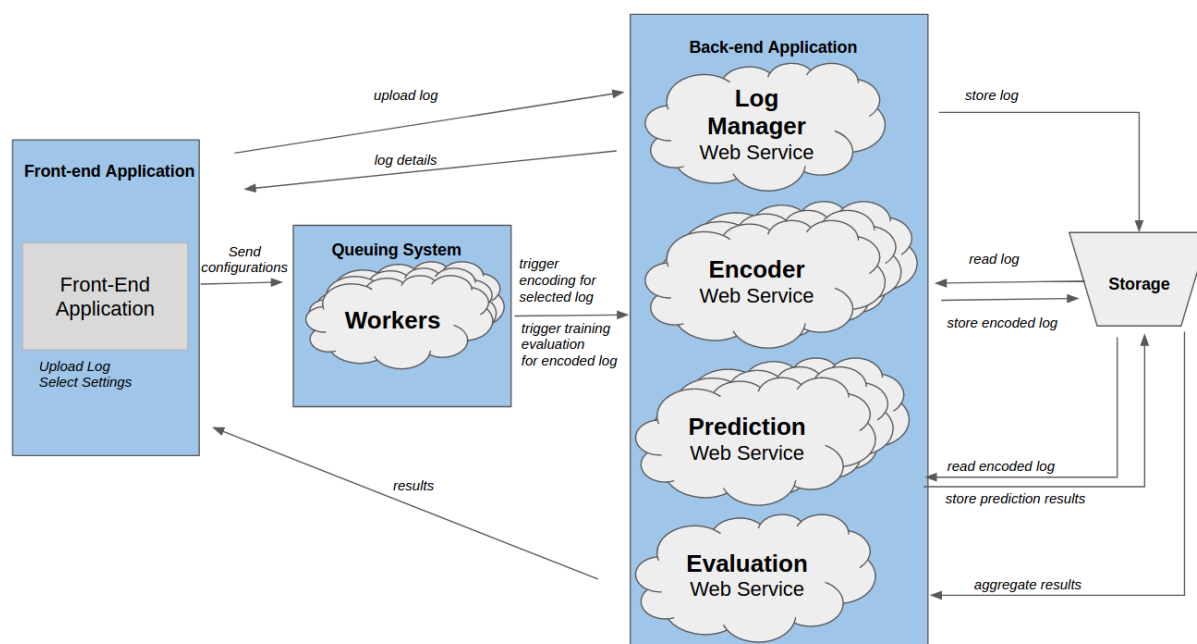 Back-end Application
Log
Manager
Web Service
upload log
store log
log details
Front-end Application
Front-End
Application
Upload Log
Select Settings
Send
configurations
Queuing System
Workers
trigger
encoding for
selected log
trigger training
evaluation
for encoded log
Encoder
Web Service
read log
store encoded log
Storage
Prediction
Web Service
read encoded log
store prediction results
results
Evaluation
Web Service
aggregate results